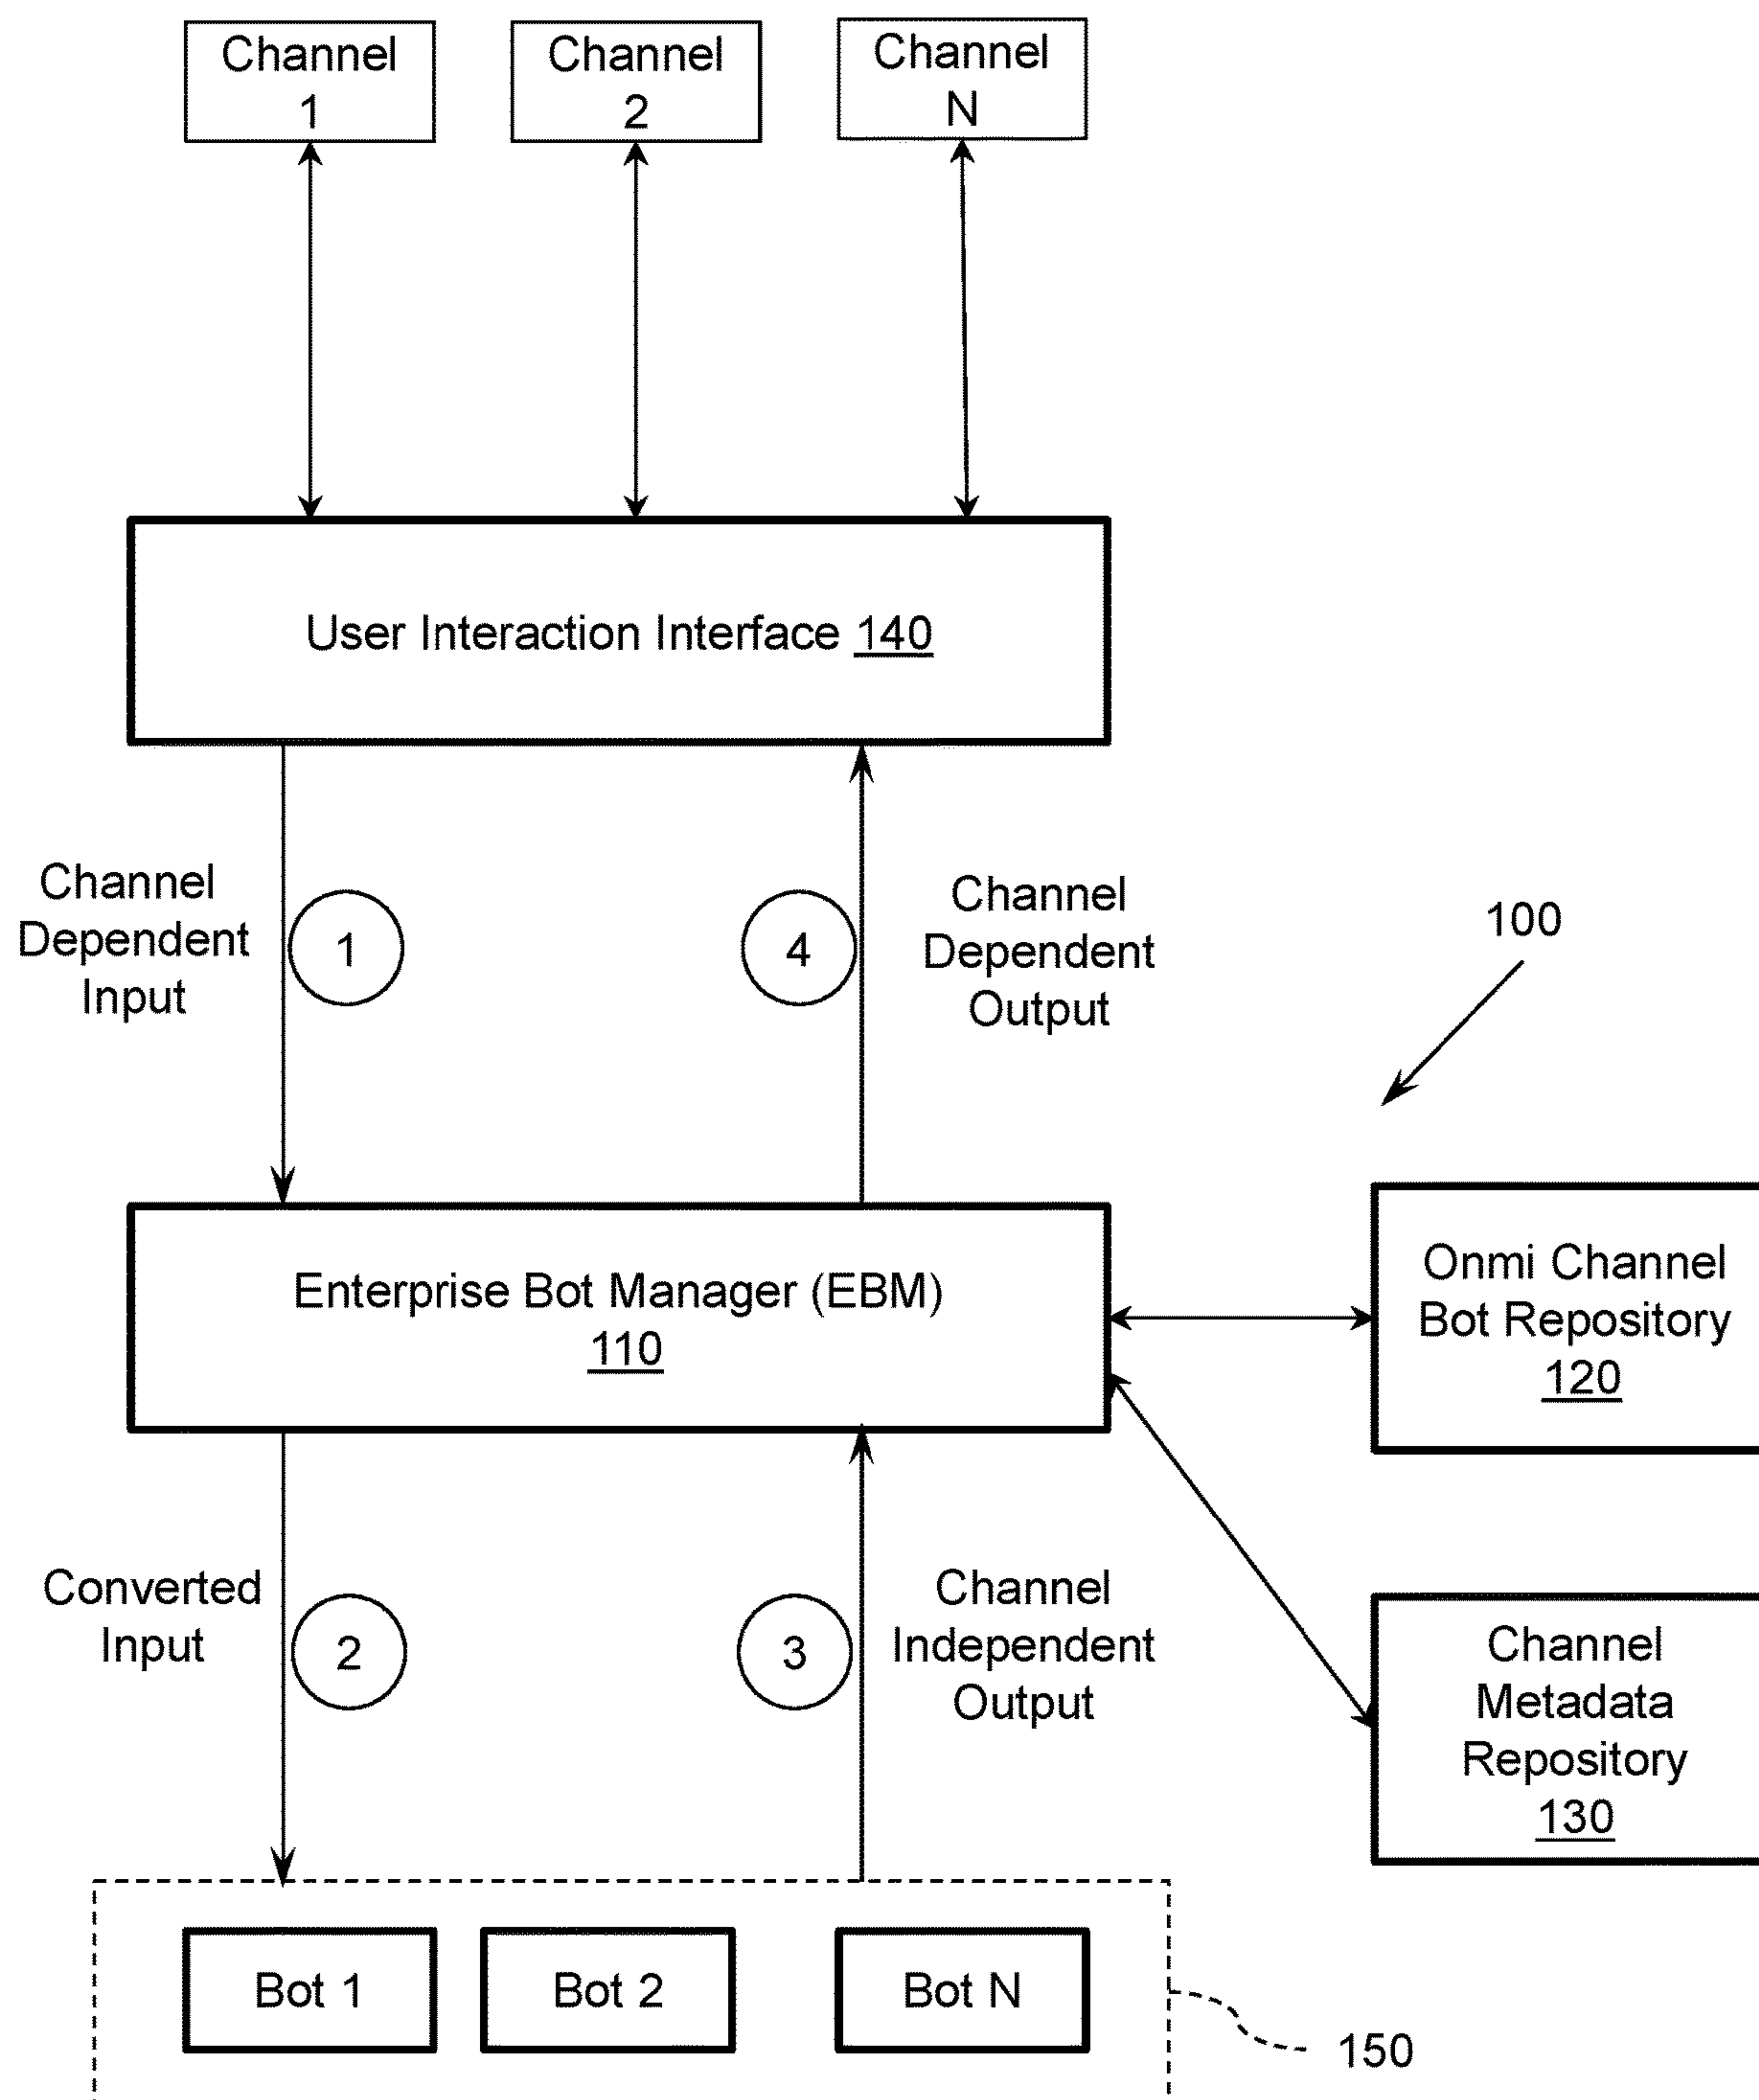 Channel
1
Channel
2
Channel
N
User Interaction Interface 140
Channel
Dependent
Input
1
4
Channel
Dependent
Output
100
Enterprise Bot Manager (EBM)
110
Onmi Channel
Bot Repository
120
Converted
Input
2
3
Channel
Independent
Output
Channel
Metadata
Repository
130
Bot 1
Bot 2
Bot N
150